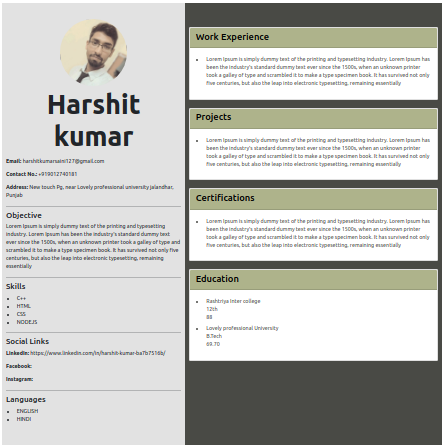 Harshit
kumar
Email: harshitkumarsaini127@gmail.com
Contact No.: +919012740181
Address: New touch Pg, near Lovely professional university jalandhar,
Punjab
Objective
Lorem Ipsum is simply dummy text of the printing and typesetting
industry. Lorem Ipsum has been the industry's standard dummy text
ever since the 1500s, when an unknown printer took a galley of type and
scrambled it to make a type specimen book. It has survived not only five
centuries, but also the leap into electronic typesetting, remaining
essentially
Skills
C++
HTML
CSS
NODEJS
Social Links
Linkedin: https://www.linkedin.com/in/harshit-kumar-ba7b7516b/
Facebook:
Instagram:
Languages
ENGLISH
HINDI
Work Experience
Lorem Ipsum is simply dummy text of the printing and typesetting industry. Lorem Ipsum has
been the industry's standard dummy text ever since the 1500s, when an unknown printer
took a galley of type and scrambled it to make a type specimen book. It has survived not only
five centuries, but also the leap into electronic typesetting, remaining essentially
Projects
Lorem Ipsum is simply dummy text of the printing and typesetting industry. Lorem Ipsum has
been the industry's standard dummy text ever since the 1500s, when an unknown printer
took a galley of type and scrambled it to make a type specimen book. It has survived not only
five centuries, but also the leap into electronic typesetting, remaining essentially
Certifications
Lorem Ipsum is simply dummy text of the printing and typesetting industry. Lorem Ipsum has
been the industry's standard dummy text ever since the 1500s, when an unknown printer
took a galley of type and scrambled it to make a type specimen book. It has survived not only
five centuries, but also the leap into electronic typesetting, remaining essentially
Education
Rashtriya inter college
12th
88
Lovely professional University
B.Tech
69.70